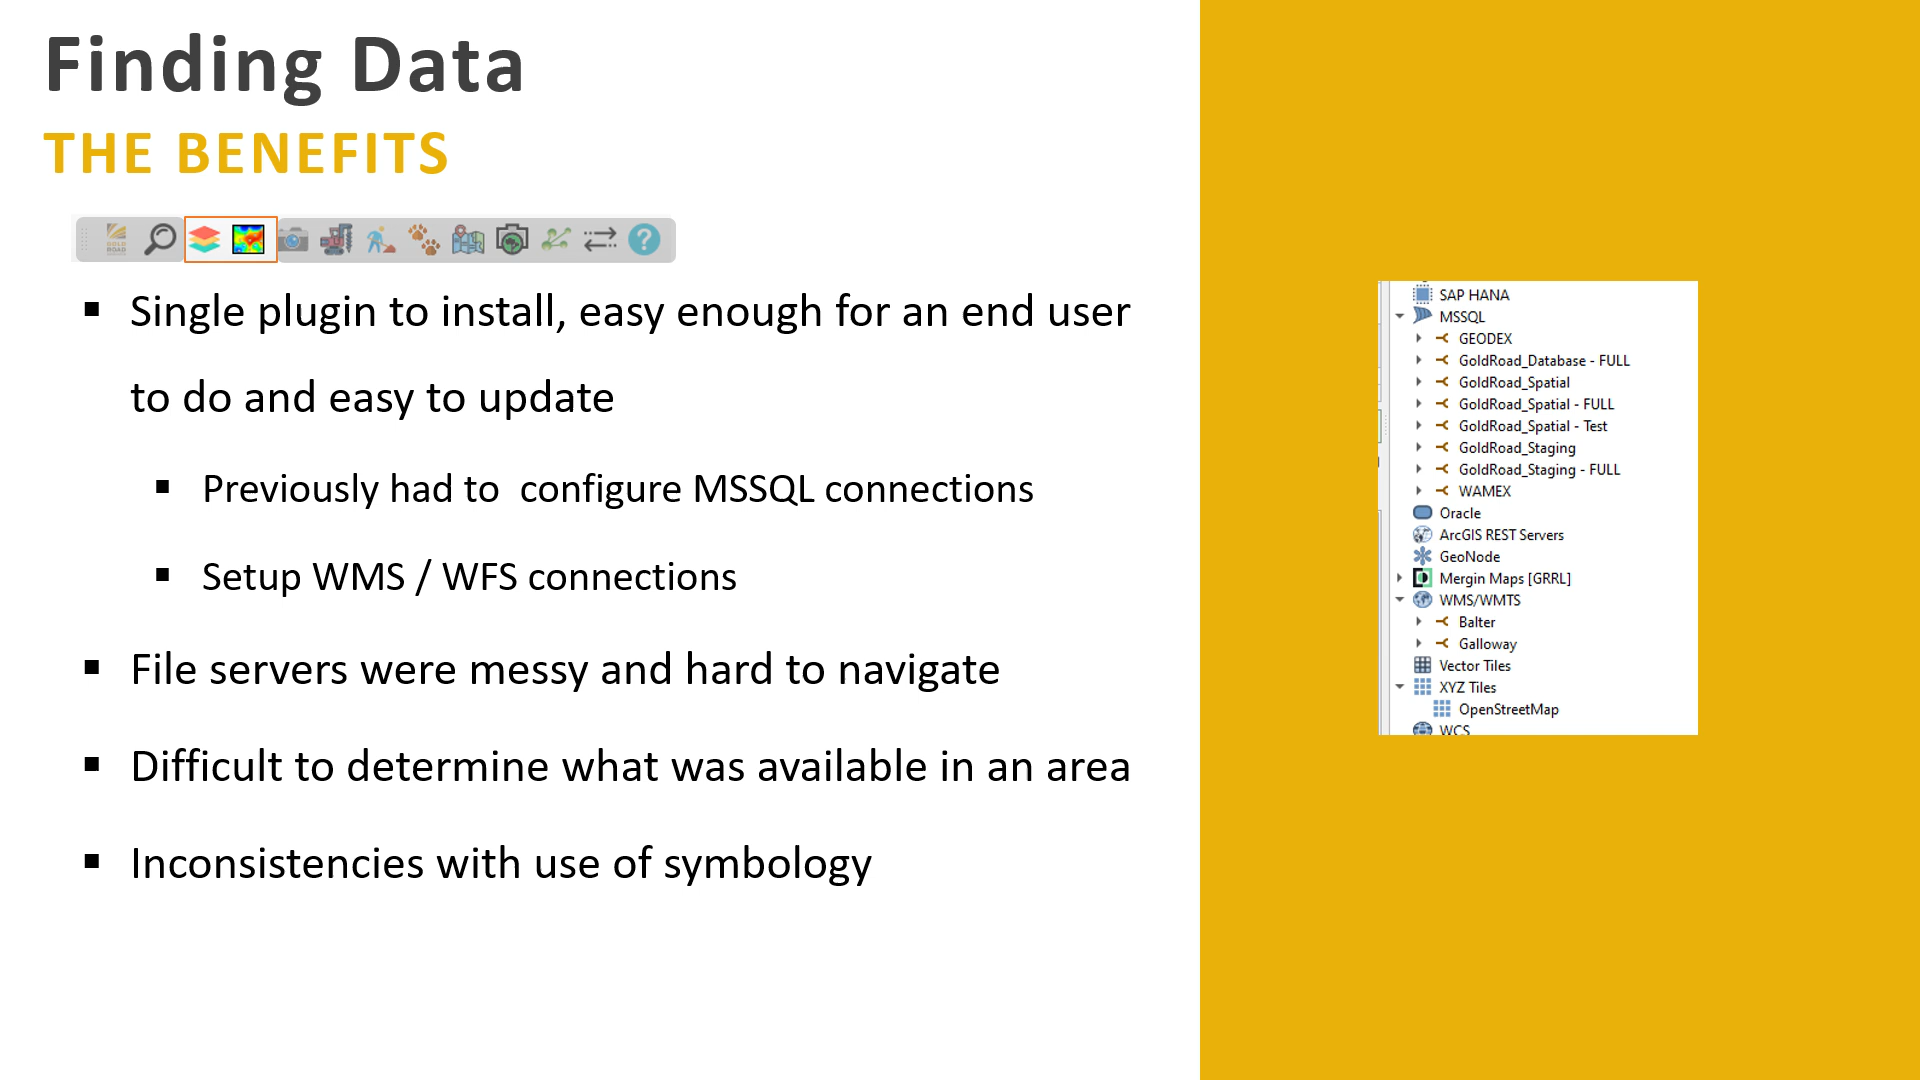 Finding Data
THE BENEFITS
GOLD
ROAD
?
Single plugin to install, easy enough for an end user
to do and easy to update
Previously had to  configure MSSQL connections
Setup WMS / WFS connections
File servers were messy and hard to navigate
Difficult to determine what was available in an area
Inconsistencies with use of symbology
SAP HANA
MSSQL
GEODEX
GoldRoad_Database - FULL
GoldRoad_Spatial
GoldRoad_Spatial - FULL
GoldRoad_Spatial - Test
GoldRoad_Staging
GoldRoad_Staging - FULL
WAMEX
Oracle
ArcGIS REST Servers
GeoNode
Mergin Maps [GRRL]
WMS/WMTS
Balter
Galloway
Vector Tiles
XYZ Tiles
OpenStreetMap
WCS